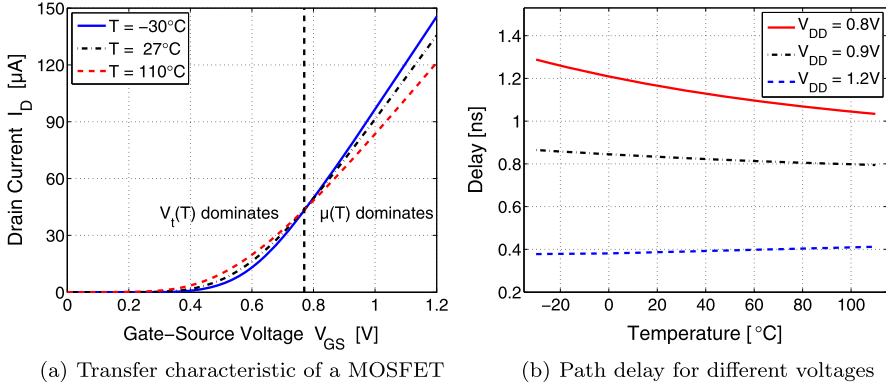 T = −30°C
T = 27°C
T = 110°C
150
120
90
60
30
0
Drain Current I_D [µA]
V_t(T) dominates
µ(T) dominates
0
0.2
0.4
0.6
0.8
1
1.2
Gate−Source Voltage V_GS [V]
(a) Transfer characteristic of a MOSFET
V_DD = 0.8V
V_DD = 0.9V
V_DD = 1.2V
1.4
1.2
1
0.8
0.6
0.4
0.2
Delay [ns]
−20
0
20
40
60
80
100
Temperature [°C]
(b) Path delay for different voltages